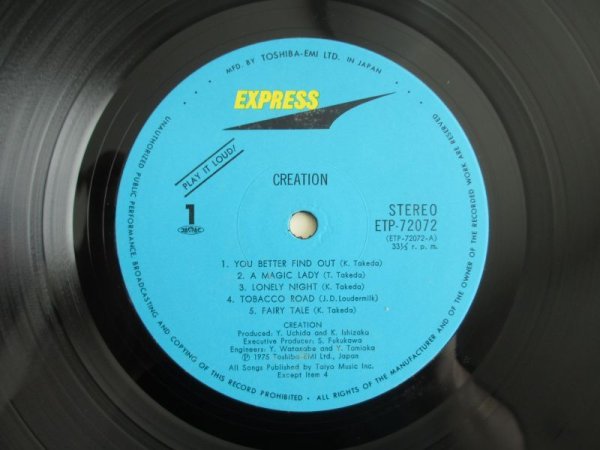 MFD. BY TOSHIBA-EMI LTD. IN JAPAN
EXPRESS
PLAY IT LOUD!
CREATION
1
STEREO
ETP-72072
(ETP-72072-A)
33⅓ r. p. m.
1. YOU BETTER FIND OUT (K. Takeda)
2. A MAGIC LADY (T. Takeda)
3. LONELY NIGHT (K. Takeda)
4. TOBACCO ROAD (J. D. Loudermilk)
5. FAIRY TALE (K. Takeda)
CREATION
Produced: Y. Uchida and K. Ishizaka
Executive Producer: S. Fukukawa
Engineers: Y. Watanabe and Y. Tamioka
Ⓟ 1975 Toshiba-EMI Ltd., Japan
All Songs Published by Taiyo Music Inc.
Except Item 4
UNAUTHORIZED PUBLIC PERFORMANCE, BROADCASTING AND COPYING OF THIS RECORD PROHIBITED • ALL RIGHTS OF THE MANUFACTURER AND OF THE OWNER OF THE RECORDED WORK ARE RESERVED